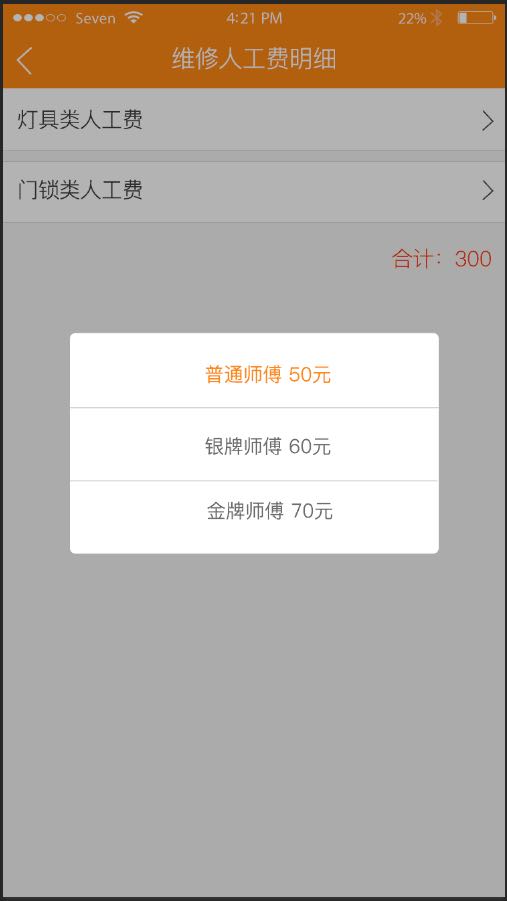 Seven 4:21 PM 22%
维修人工费明细
灯具类人工费
门锁类人工费
合计：300
普通师傅 50元
银牌师傅 60元
金牌师傅 70元